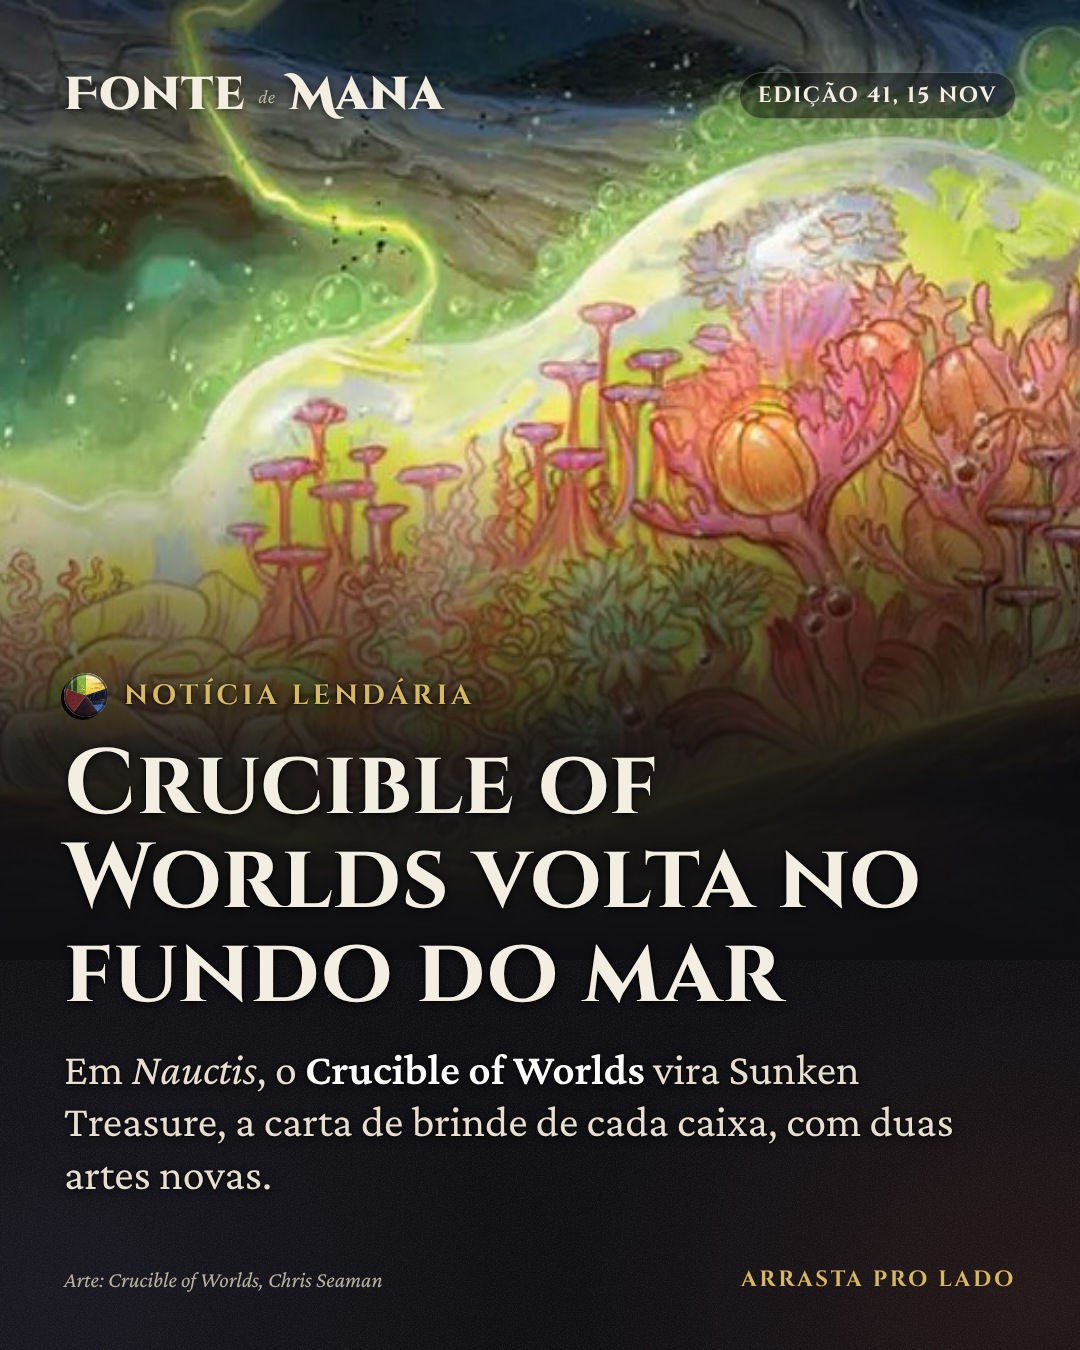 Fonte de Mana
EDIÇÃO 41, 15 NOV
NOTÍCIA LENDÁRIA
Crucible of
Worlds volta no
fundo do mar
Em Nauctis, o Crucible of Worlds vira Sunken
Treasure, a carta de brinde de cada caixa, com duas
artes novas.
Arte: Crucible of Worlds, Chris Seaman
ARRASTA PRO LADO